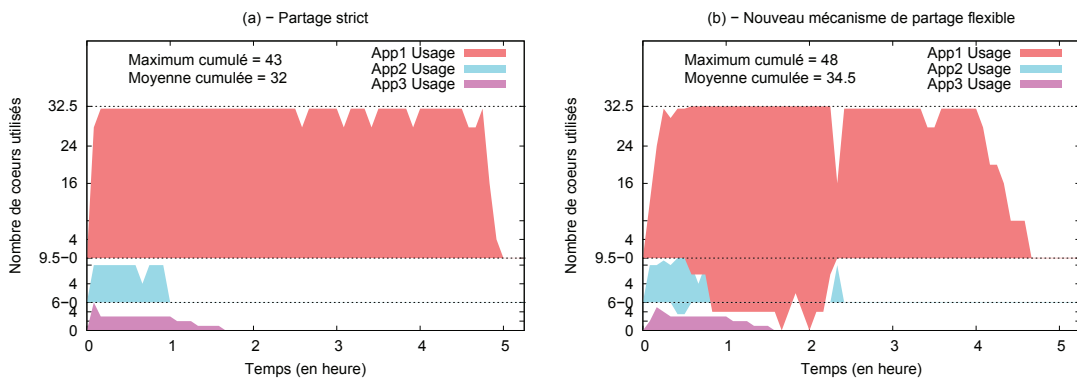 (a) – Partage strict
Maximum cumulé = 43
Moyenne cumulée = 32
App1 Usage
App2 Usage
App3 Usage
Nombre de coeurs utilisés
32.5
24
16
4
9.5–0
4
6–0
4
2
0
0 1 2 3 4 5
Temps (en heure)
(b) – Nouveau mécanisme de partage flexible
Maximum cumulé = 48
Moyenne cumulée = 34.5
App1 Usage
App2 Usage
App3 Usage
Nombre de coeurs utilisés
32.5
24
16
4
9.5–0
4
6–0
4
2
0
0 1 2 3 4 5
Temps (en heure)